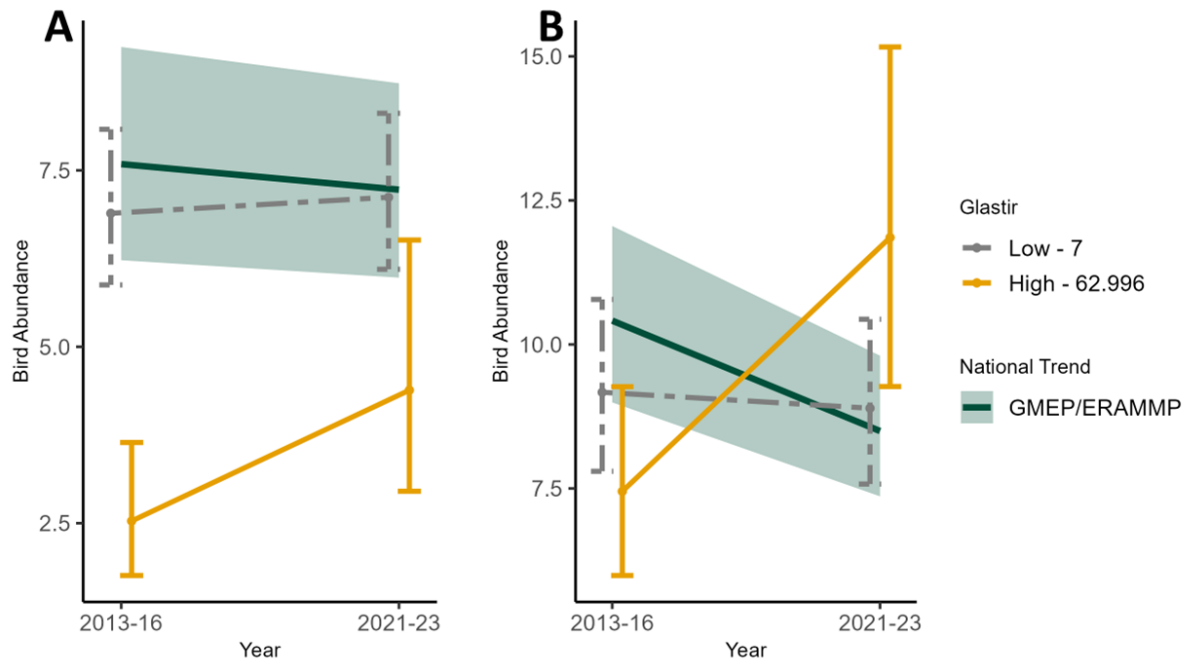 A
7.5
5.0
2.5
Bird Abundance
2013-16
2021-23
Year
B
15.0
12.5
10.0
7.5
Bird Abundance
2013-16
2021-23
Year
Glastir
Low - 7
High - 62.996
National Trend
GMEP/ERAMMP